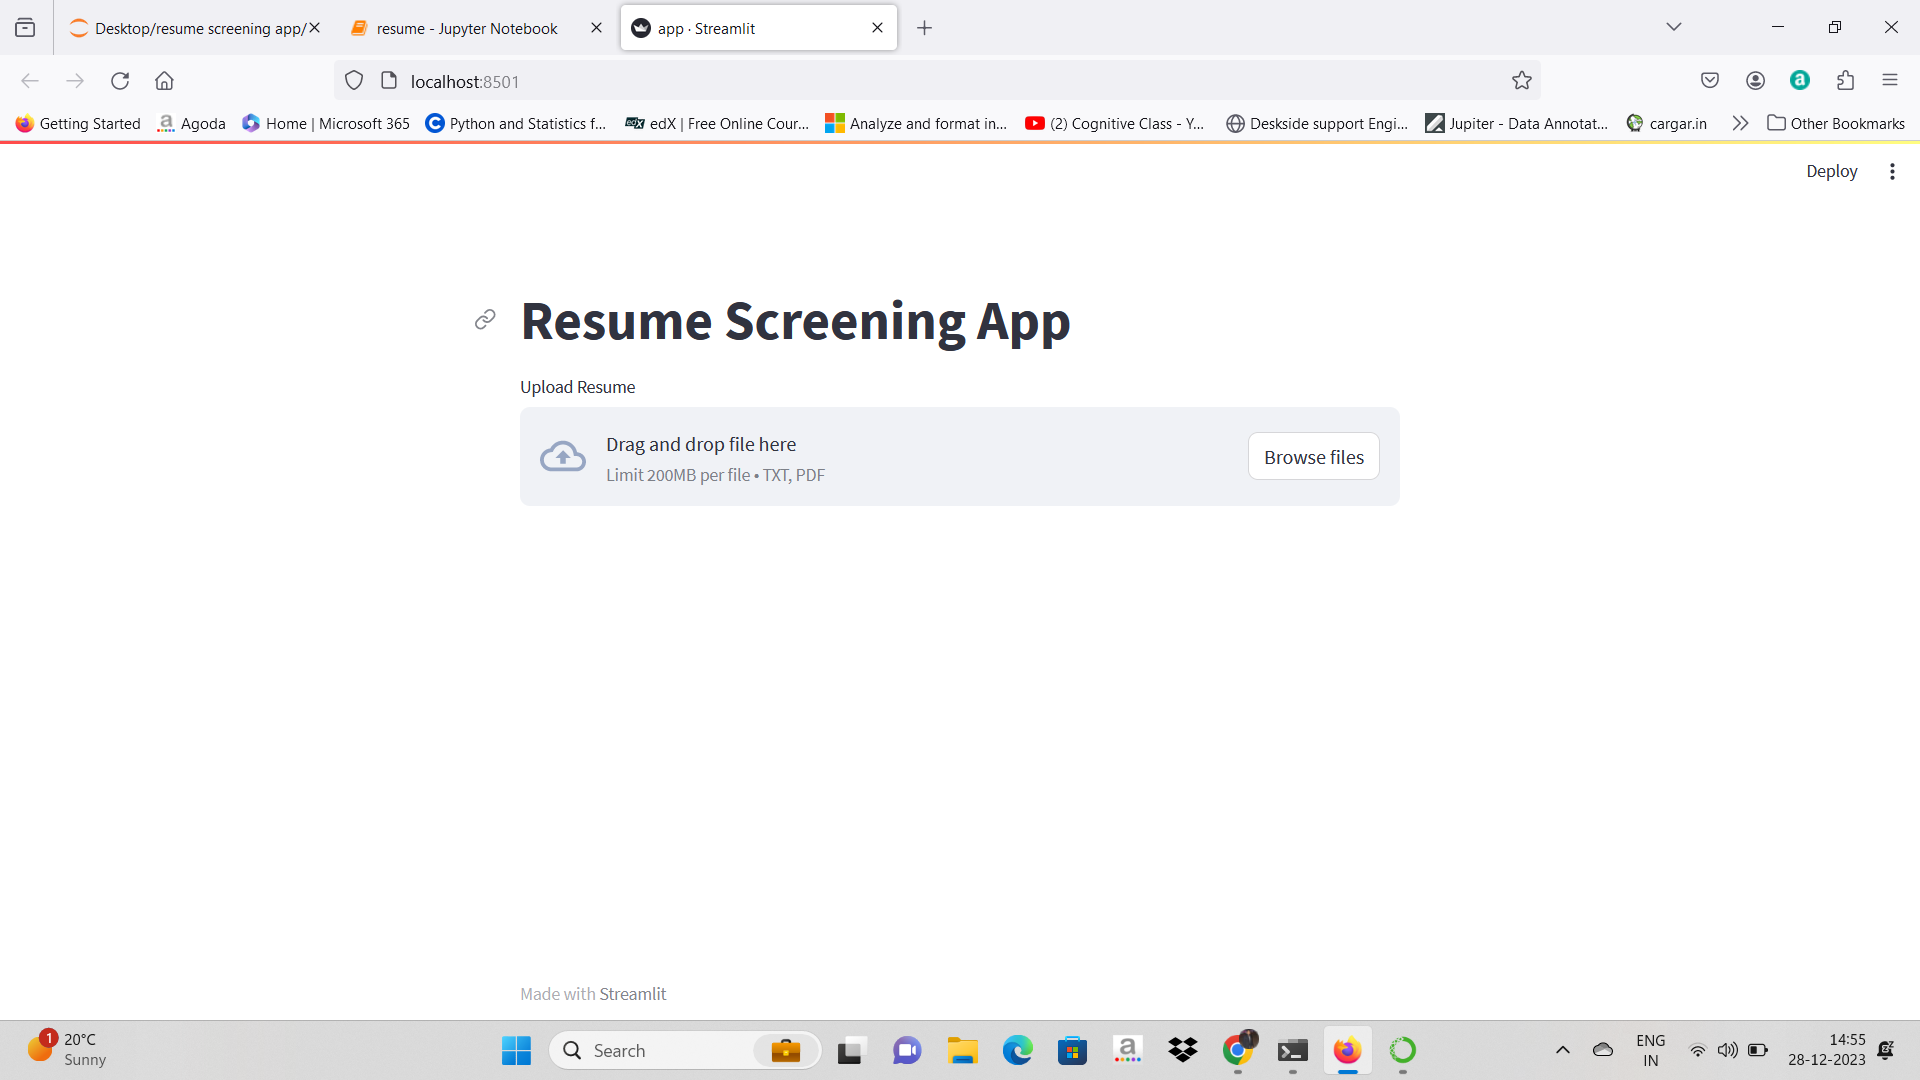 Desktop/resume screening app/
resume - Jupyter Notebook
app · Streamlit
localhost:8501
Getting Started
Agoda
Home | Microsoft 365
Python and Statistics f...
edX | Free Online Cour...
Analyze and format in...
(2) Cognitive Class - Y...
Deskside support Engi...
Jupiter - Data Annotat...
cargar.in
Other Bookmarks
Deploy
Resume Screening App
Upload Resume
Drag and drop file here
Limit 200MB per file • TXT, PDF
Browse files
Made with Streamlit
1
20°C
Sunny
Search
ENG
IN
14:55
28-12-2023